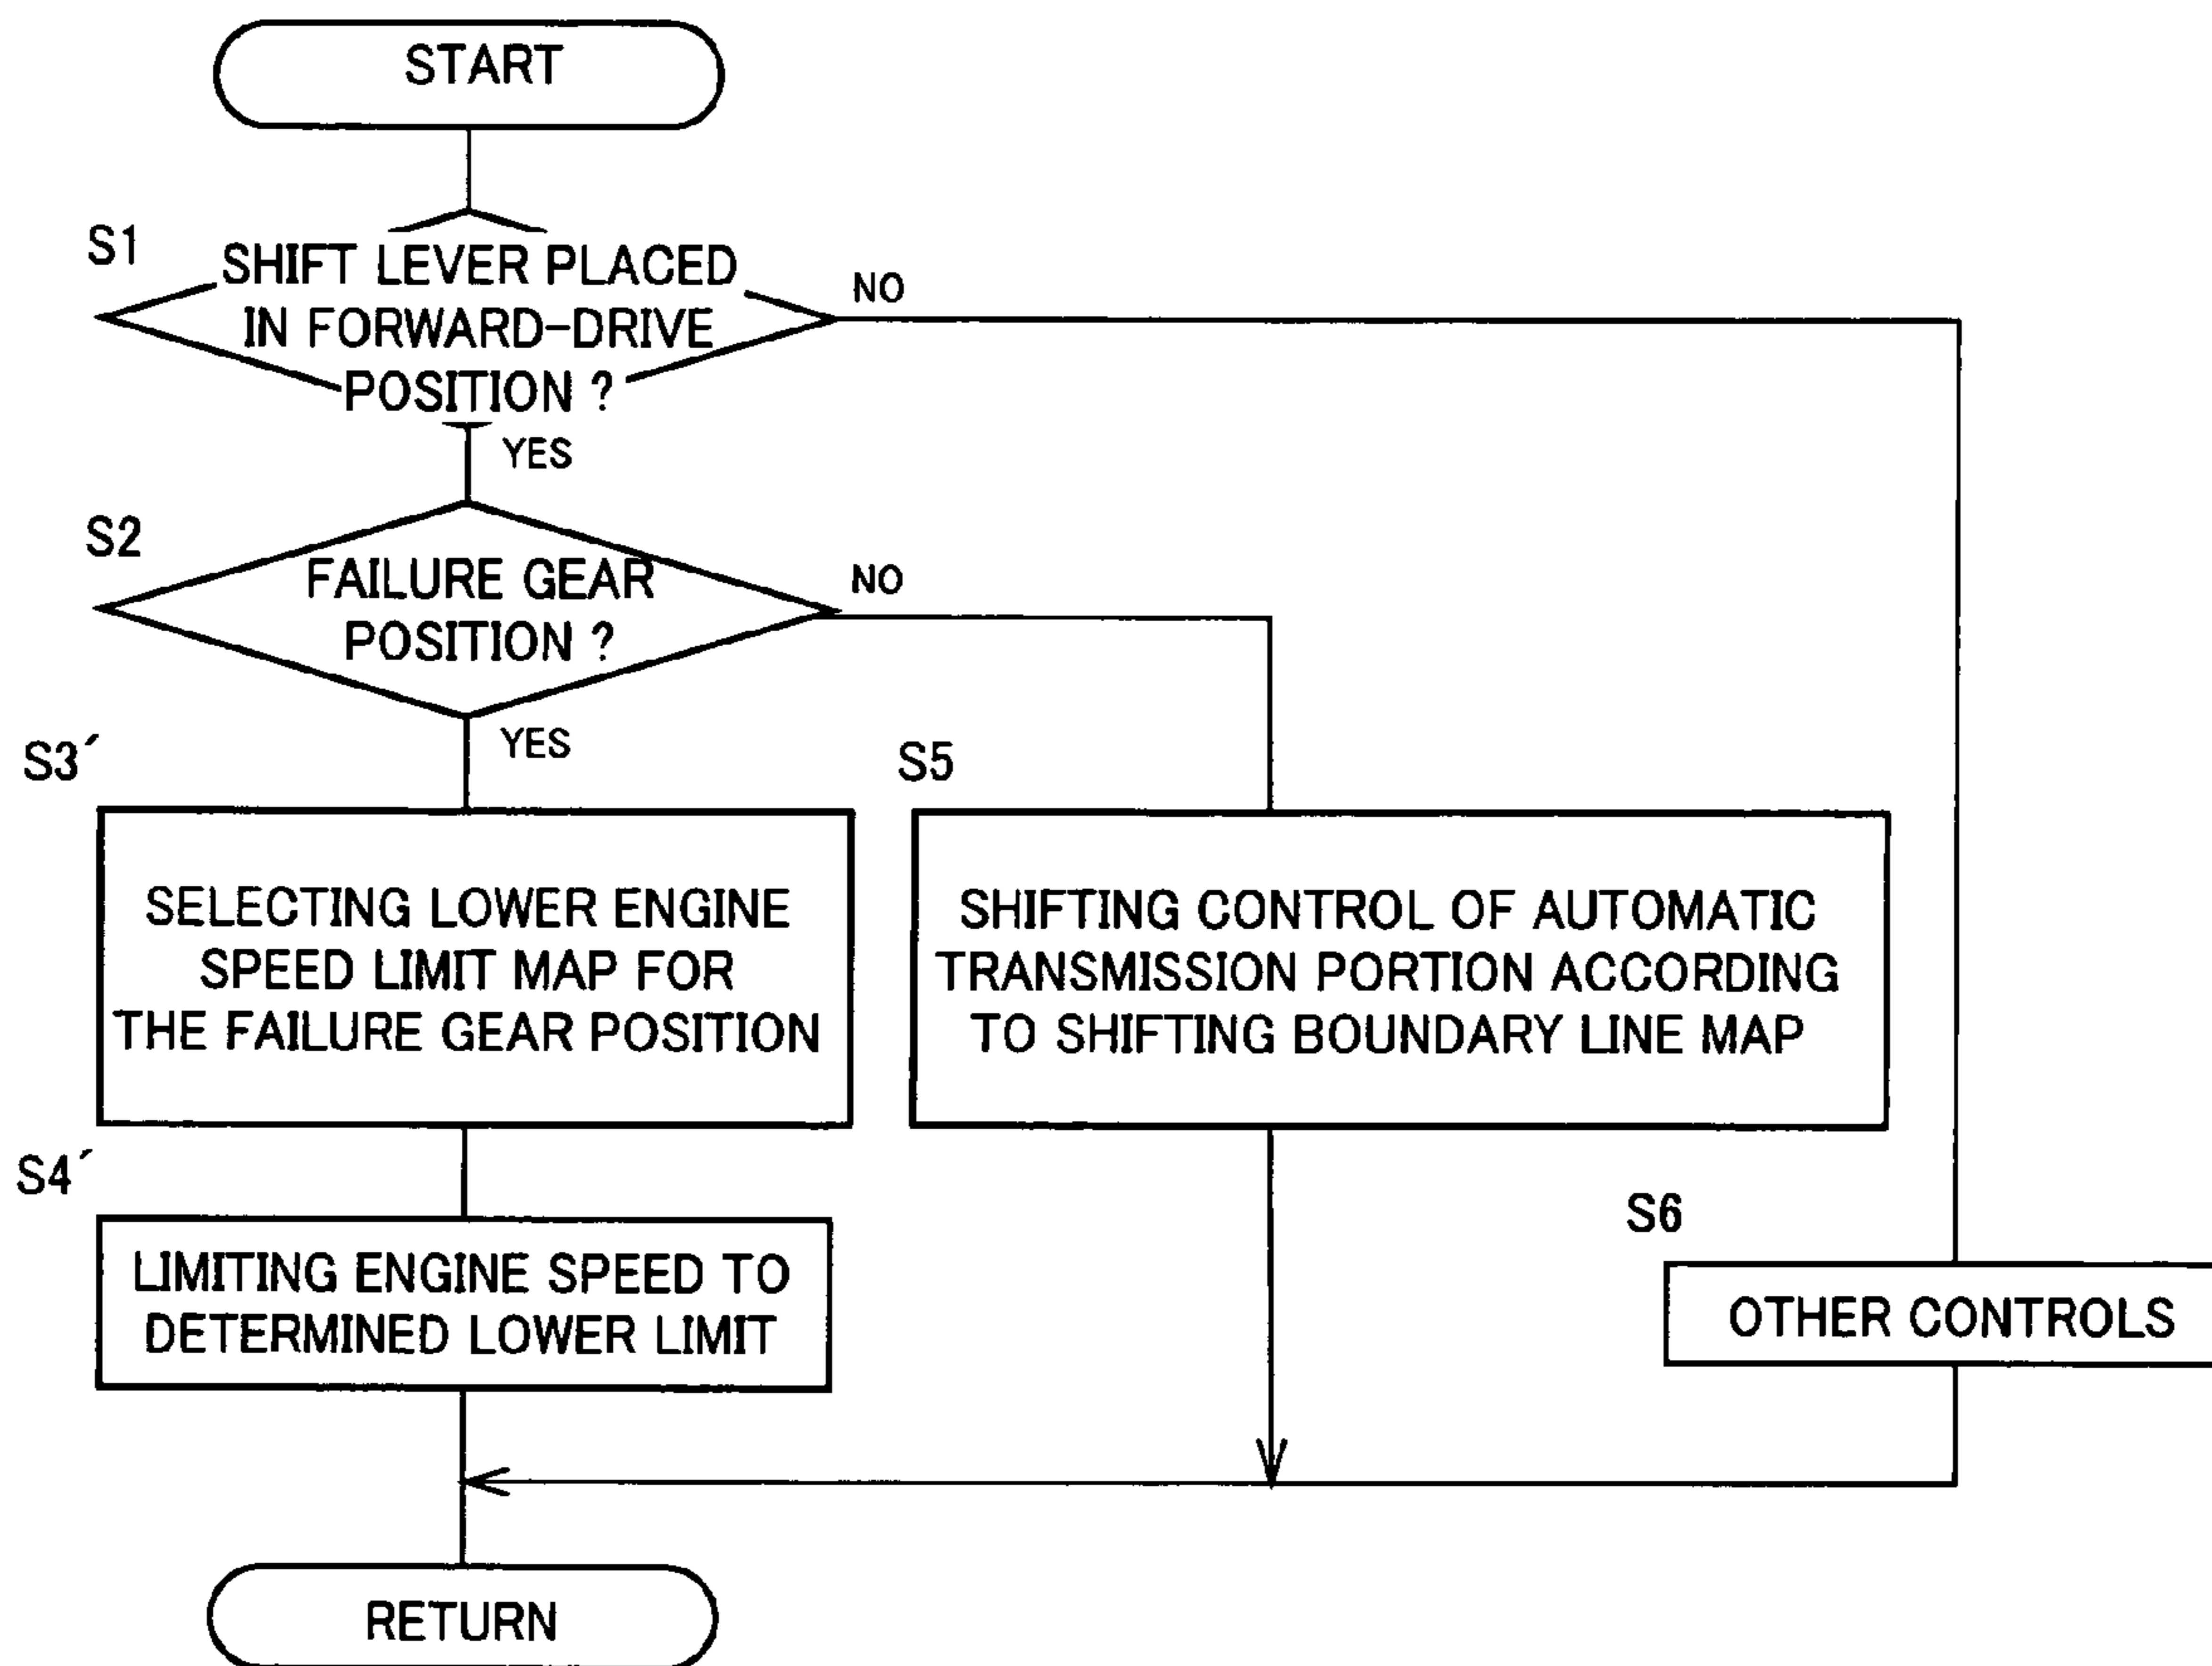 START
S1
SHIFT LEVER PLACED
IN FORWARD-DRIVE
POSITION ?
NO
YES
S2
FAILURE GEAR
POSITION ?
NO
YES
S3´
SELECTING LOWER ENGINE
SPEED LIMIT MAP FOR
THE FAILURE GEAR POSITION
S5
SHIFTING CONTROL OF AUTOMATIC
TRANSMISSION PORTION ACCORDING
TO SHIFTING BOUNDARY LINE MAP
S4´
LIMITING ENGINE SPEED TO
DETERMINED LOWER LIMIT
S6
OTHER CONTROLS
RETURN